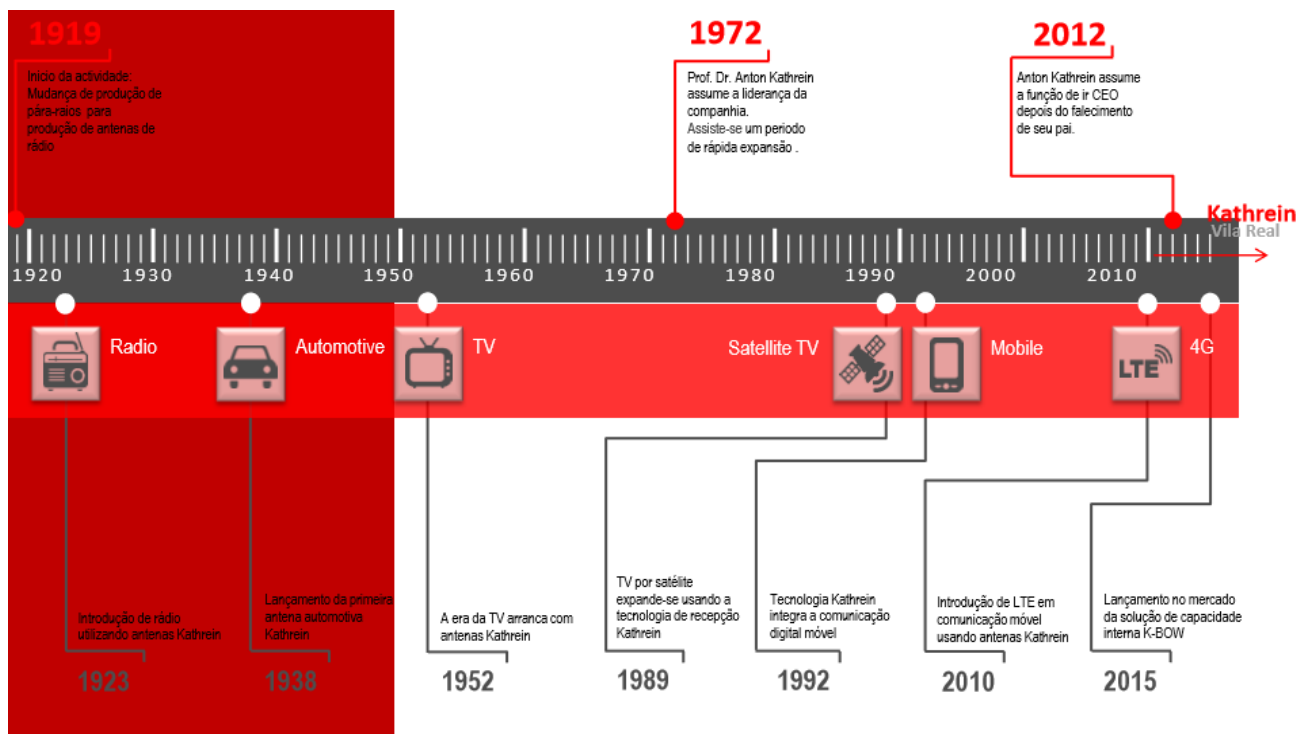 1919
Inicio da actividade:
Mudança de produção de
pára-raios para
produção de antenas de
rádio
1972
Prof. Dr. Anton Kathrein
assume a liderança da
companhia.
Assiste-se um periodo
de rápida expansão .
2012
Anton Kathrein assume
a função de ir CEO
depois do falecimento
de seu pai.
Kathrein
Vila Real
1920 1930 1940 1950 1960 1970 1980 1990 2000 2010
Radio
Automotive
TV
Satellite TV
Mobile
LTE
4G
Introdução de rádio
utilizando antenas Kathrein
1923
Lançamento da primeira
antena automotiva
Kathrein
1938
A era da TV arranca com
antenas Kathrein
1952
TV por satélite
expande-se usando a
tecnologia de recepção
Kathrein
1989
Tecnologia Kathrein
integra a comunicação
digital móvel
1992
Introdução de LTE em
comunicação móvel
usando antenas Kathrein
2010
Lançamento no mercado
da solução de capacidade
interna K-BOW
2015